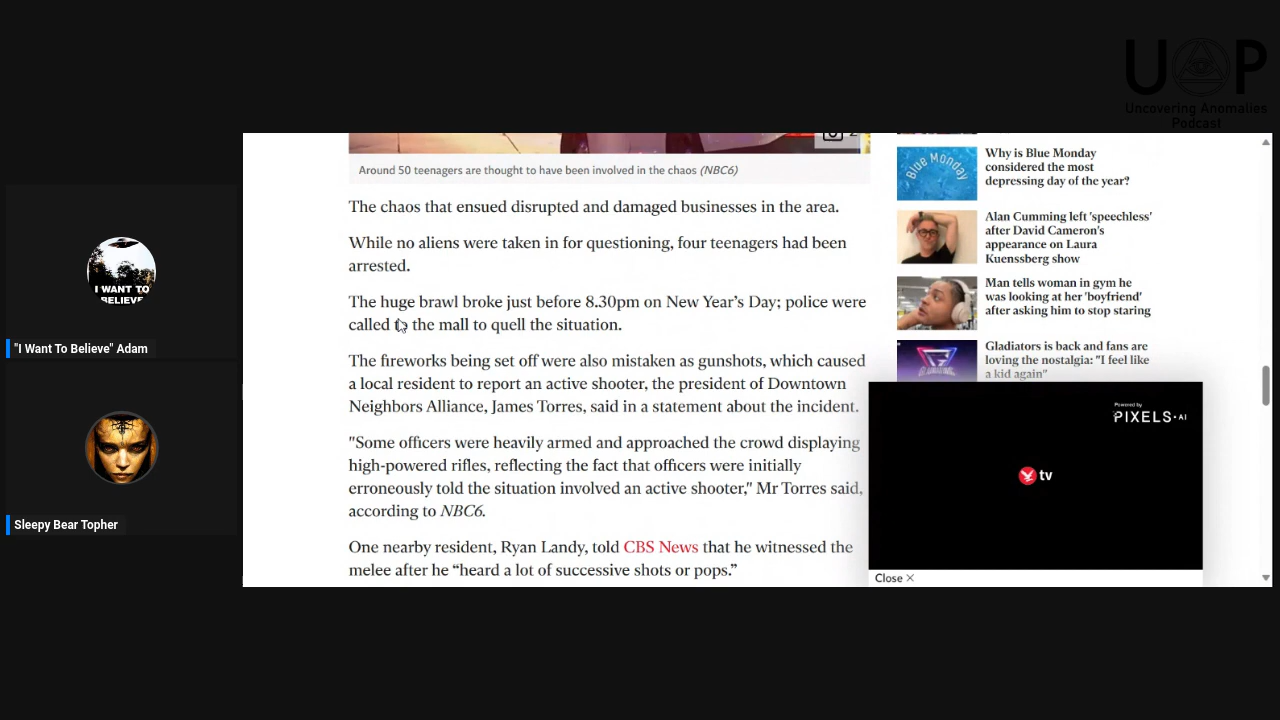 UAP
Uncovering Anomalies
Podcast
I WANT TO
BELIEVE
"I Want To Believe" Adam
Sleepy Bear Topher
2
Around 50 teenagers are thought to have been involved in the chaos (NBC6)
The chaos that ensued disrupted and damaged businesses in the area.
While no aliens were taken in for questioning, four teenagers had been
arrested.
The huge brawl broke just before 8.30pm on New Year’s Day; police were
called to the mall to quell the situation.
The fireworks being set off were also mistaken as gunshots, which caused
a local resident to report an active shooter, the president of Downtown
Neighbors Alliance, James Torres, said in a statement about the incident.
"Some officers were heavily armed and approached the crowd displaying
high-powered rifles, reflecting the fact that officers were initially
erroneously told the situation involved an active shooter," Mr Torres said,
according to NBC6.
One nearby resident, Ryan Landy, told CBS News that he witnessed the
melee after he “heard a lot of successive shots or pops.”
Blue Monday
Why is Blue Monday
considered the most
depressing day of the year?
Alan Cumming left 'speechless'
after David Cameron's
appearance on Laura
Kuenssberg show
Man tells woman in gym he
was looking at her 'boyfriend'
after asking him to stop staring
Gladiators is back and fans are
loving the nostalgia: "I feel like
a kid again"
Powered by
PIXELS·AI
tv
Close ×